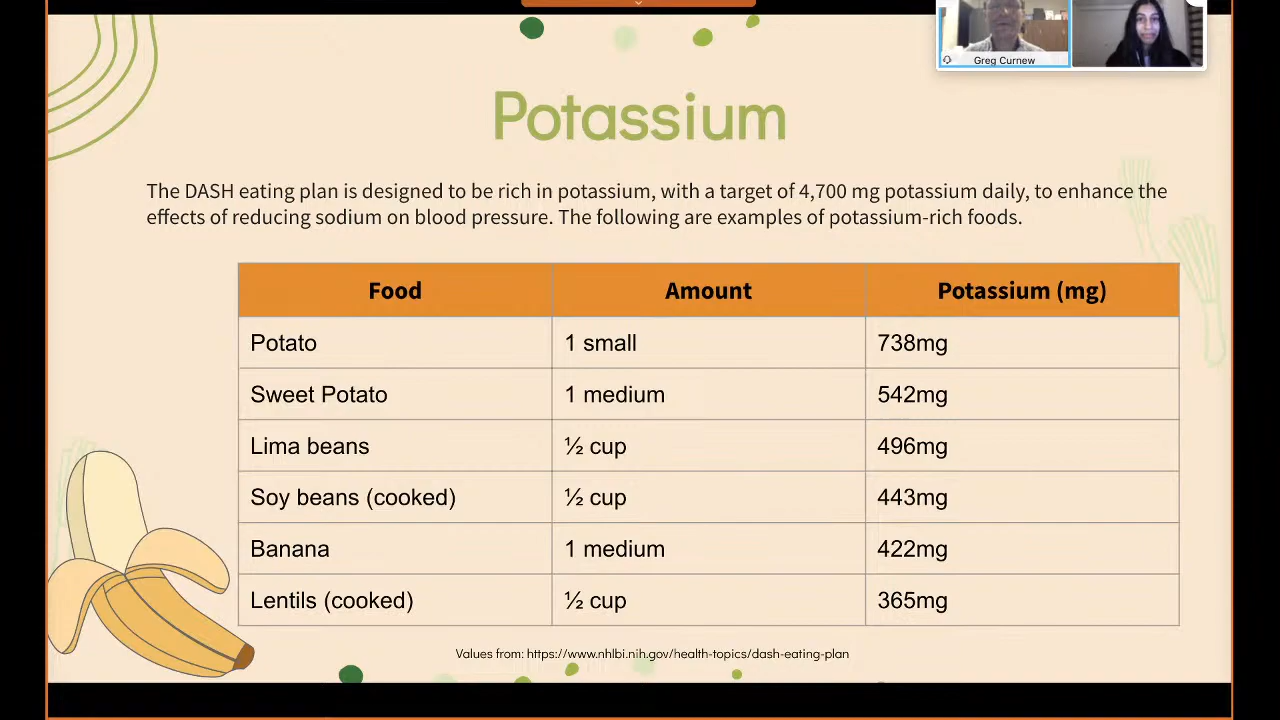 Greg Curnew
Potassium
The DASH eating plan is designed to be rich in potassium, with a target of 4,700 mg potassium daily, to enhance the
effects of reducing sodium on blood pressure. The following are examples of potassium-rich foods.
Food Amount Potassium (mg)
Potato 1 small 738mg
Sweet Potato 1 medium 542mg
Lima beans ½ cup 496mg
Soy beans (cooked) ½ cup 443mg
Banana 1 medium 422mg
Lentils (cooked) ½ cup 365mg
Values from: https://www.nhlbi.nih.gov/health-topics/dash-eating-plan